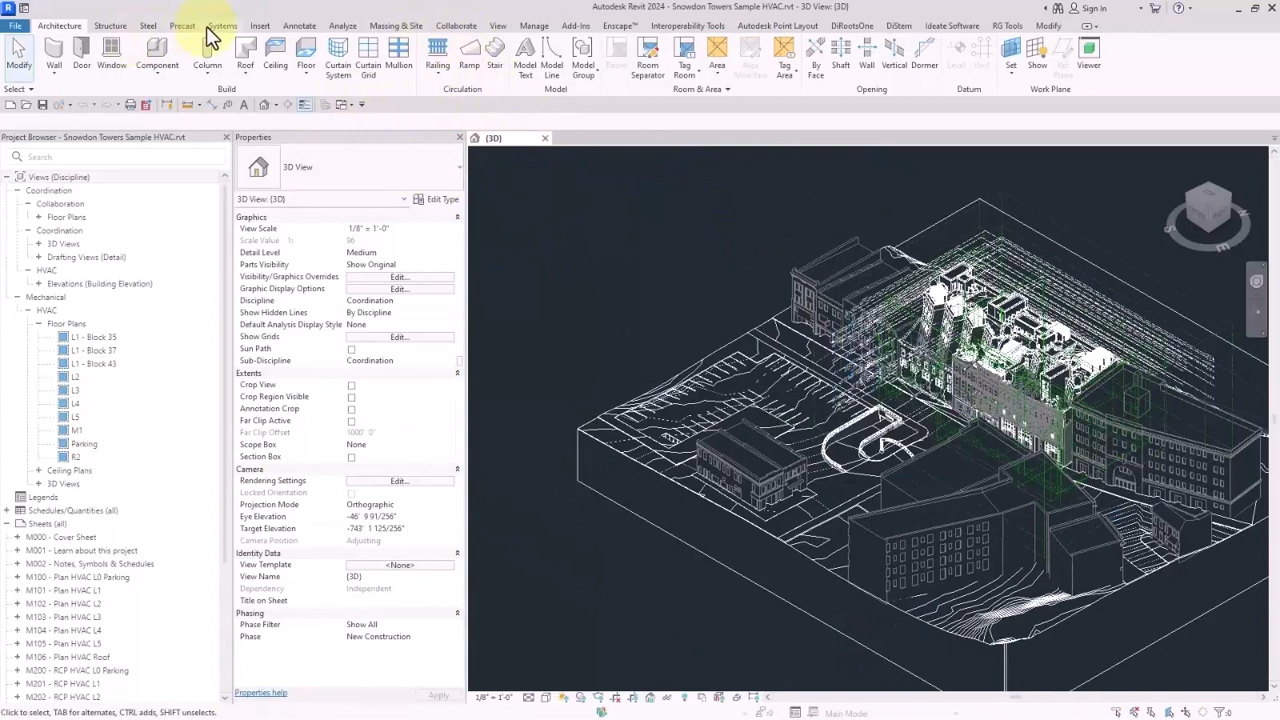 Autodesk Revit 2024 - Snowdon Towers Sample HVAC.rvt - 3D View: {3D}
Sign In
File Architecture Structure Steel Precast Systems Insert Annotate Analyze Massing & Site Collaborate View Manage Add-Ins Enscape™ Interoperability Tools Autodesk Point Layout DiRootsOne DiStem Ideate Software RG Tools Modify
Modify Wall Door Window Component Column Roof Ceiling Floor Curtain System Curtain Grid Mullion Railing Ramp Stair Model Text Model Line Model Group Room Room Separator Tag Room Area Area Boundary Tag Area By Face Shaft Wall Vertical Dormer Level Grid Set Show Ref Plane Viewer
Select Build Circulation Model Room & Area Opening Datum Work Plane
Project Browser - Snowdon Towers Sample HVAC.rvt
Search
Views (Discipline)
Coordination
Collaboration
Floor Plans
Coordination
3D Views
Drafting Views (Detail)
HVAC
Elevations (Building Elevation)
Mechanical
HVAC
Floor Plans
L1 - Block 35
L1 - Block 37
L1 - Block 43
L2
L3
L4
L5
M1
Parking
R2
Ceiling Plans
3D Views
Legends
Schedules/Quantities (all)
Sheets (all)
M000 - Cover Sheet
M001 - Learn about this project
M002 - Notes, Symbols & Schedules
M100 - Plan HVAC L0 Parking
M101 - Plan HVAC L1
M102 - Plan HVAC L2
M103 - Plan HVAC L3
M104 - Plan HVAC L4
M105 - Plan HVAC L5
M106 - Plan HVAC Roof
M200 - RCP HVAC L0 Parking
M201 - RCP HVAC L1
M202 - RCP HVAC L2
Properties
3D View
3D View: {3D} Edit Type
Graphics
View Scale 1/8" = 1'-0"
Scale Value 1: 96
Detail Level Medium
Parts Visibility Show Original
Visibility/Graphics Overrides Edit...
Graphic Display Options Edit...
Discipline Coordination
Show Hidden Lines By Discipline
Default Analysis Display Style None
Show Grids Edit...
Sun Path
Sub-Discipline Coordination
Extents
Crop View
Crop Region Visible
Annotation Crop
Far Clip Active
Far Clip Offset 1000' 0"
Scope Box None
Section Box
Camera
Rendering Settings Edit...
Locked Orientation
Projection Mode Orthographic
Eye Elevation -46' 9 91/256"
Target Elevation -743' 1 125/256"
Camera Position Adjusting
Identity Data
View Template <None>
View Name {3D}
Dependency Independent
Title on Sheet
Phasing
Phase Filter Show All
Phase New Construction
Properties help Apply
{3D}
S E
1/8" = 1'-0"
Click to select, TAB for alternates, CTRL adds, SHIFT unselects.
:0 Main Model :0